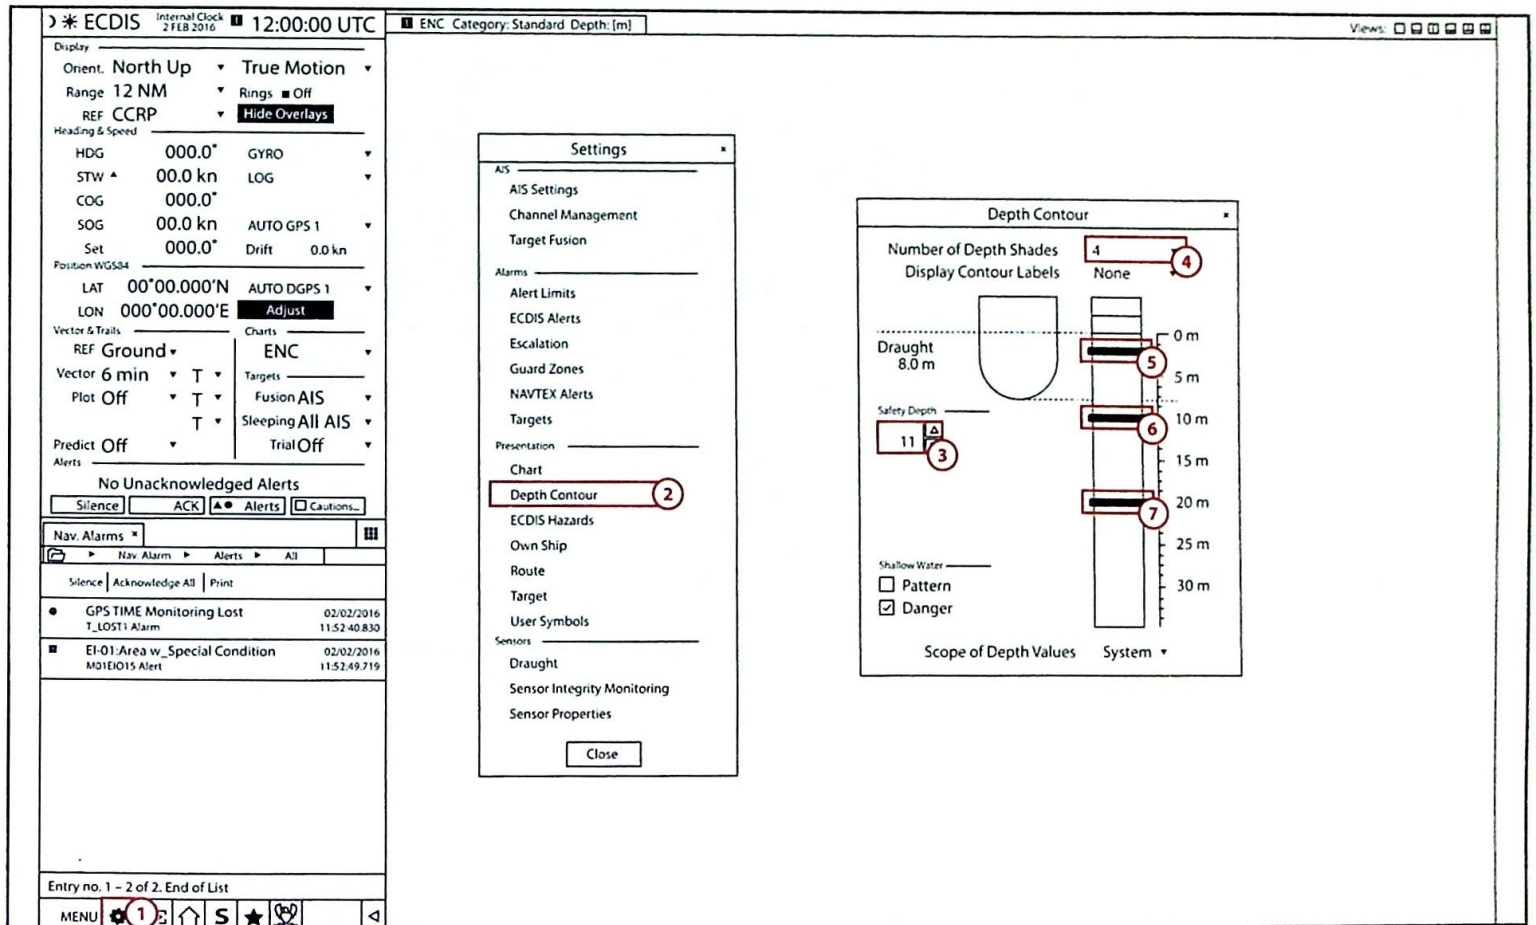 ECDIS Internal Clock 2 FEB 2016 12:00:00 UTC
ENC Category: Standard Depth: [m]
Views:
Display
Orient. North Up True Motion
Range 12 NM Rings Off
REF CCRP Hide Overlays
Heading & Speed
HDG 000.0° GYRO
STW 00.0 kn LOG
COG 000.0°
SOG 00.0 kn AUTO GPS 1
Set 000.0° Drift 0.0 kn
Position WGS84
LAT 00°00.000'N AUTO DGPS 1
LON 000°00.000'E Adjust
Vector & Trails Charts
REF Ground ENC
Vector 6 min T Targets
Plot Off T Fusion AIS
T Sleeping All AIS
Predict Off Trial Off
Alerts
No Unacknowledged Alerts
Silence ACK Alerts Cautions...
Nav. Alarms ×
Nav. Alarm Alerts All
Silence Acknowledge All Print
GPS TIME Monitoring Lost 02/02/2016
T_LOST1 Alarm 11:52:40.830
EI-01:Area w_Special Condition 02/02/2016
M01EIO15 Alert 11:52:49.719
Entry no. 1 – 2 of 2. End of List
MENU 1 S
Settings ×
AIS
AIS Settings
Channel Management
Target Fusion
Alarms
Alert Limits
ECDIS Alerts
Escalation
Guard Zones
NAVTEX Alerts
Targets
Presentation
Chart
Depth Contour 2
ECDIS Hazards
Own Ship
Route
Target
User Symbols
Sensors
Draught
Sensor Integrity Monitoring
Sensor Properties
Close
Depth Contour ×
Number of Depth Shades 4 4
Display Contour Labels None
0 m
Draught 5
8.0 m 5 m
Safety Depth 6 10 m
11 3
15 m
7 20 m
25 m
Shallow Water
Pattern 30 m
Danger
Scope of Depth Values System